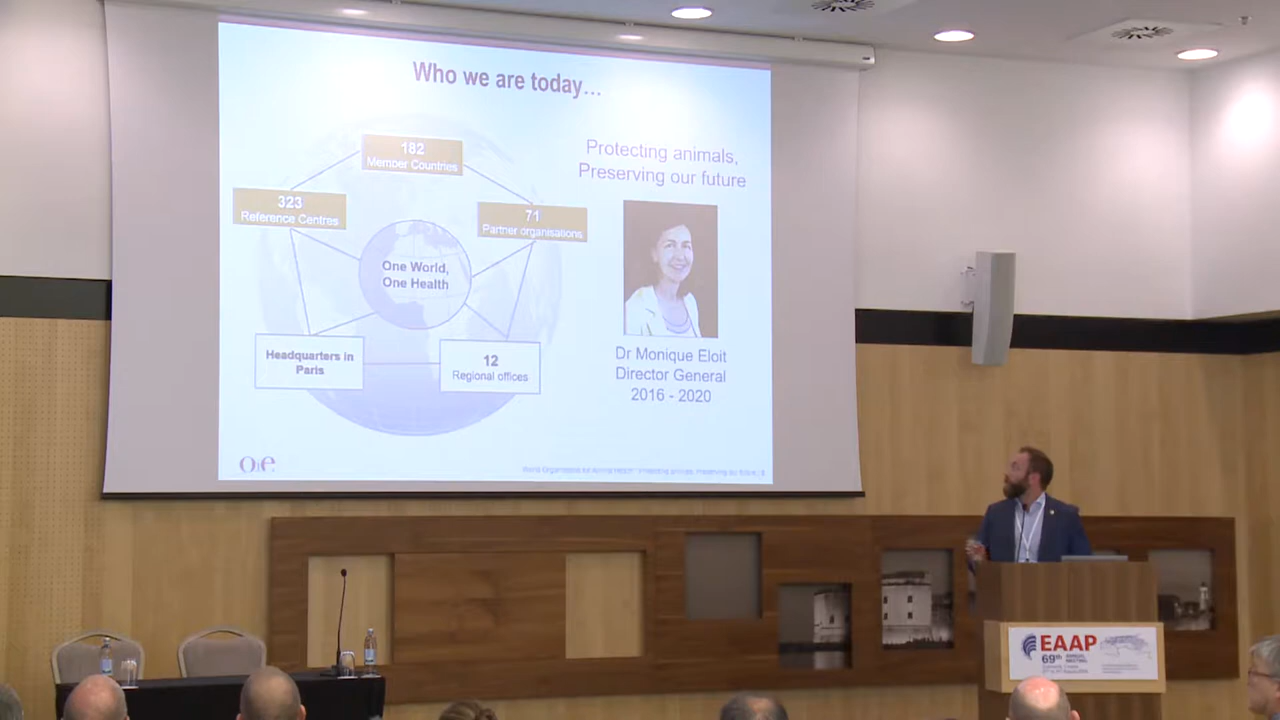 Who we are today...
182
Member Countries
323
Reference Centres
71
Partner organisations
One World,
One Health
Headquarters in
Paris
12
Regional offices
Protecting animals,
Preserving our future
Dr Monique Eloit
Director General
2016 - 2020
Oie
EAAP
69th ANNUAL
MEETING